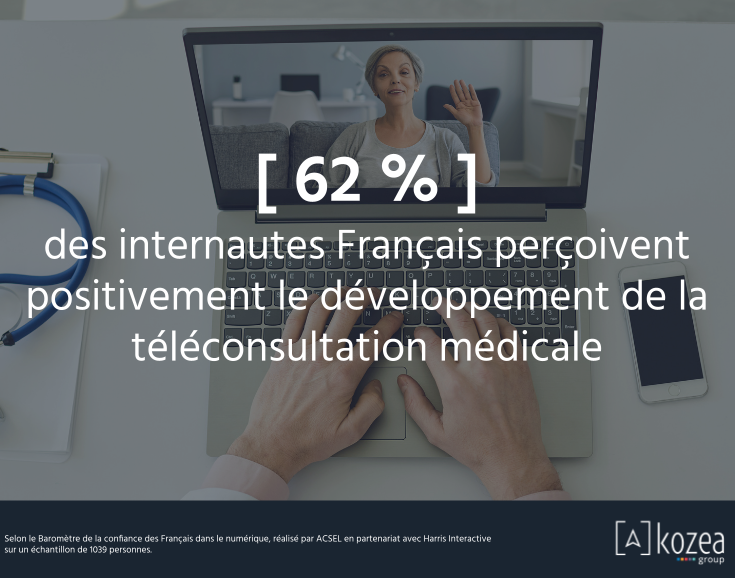 [ 62 % ]
des internautes Français perçoivent
positivement le développement de la
téléconsultation médicale
Selon le Baromètre de la confiance des Français dans le numérique, réalisé par ACSEL en partenariat avec Harris Interactive
sur un échantillon de 1039 personnes.
[A]kozea
group